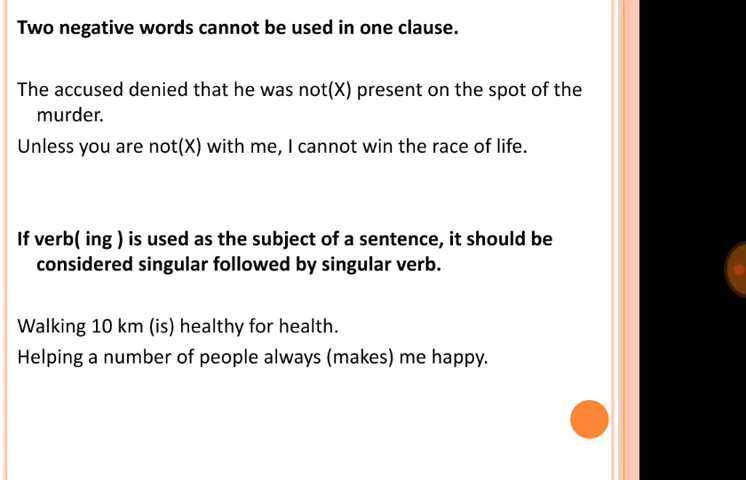 Two negative words cannot be used in one clause.
The accused denied that he was not(X) present on the spot of the
murder.
Unless you are not(X) with me, I cannot win the race of life.
If verb( ing ) is used as the subject of a sentence, it should be
considered singular followed by singular verb.
Walking 10 km (is) healthy for health.
Helping a number of people always (makes) me happy.